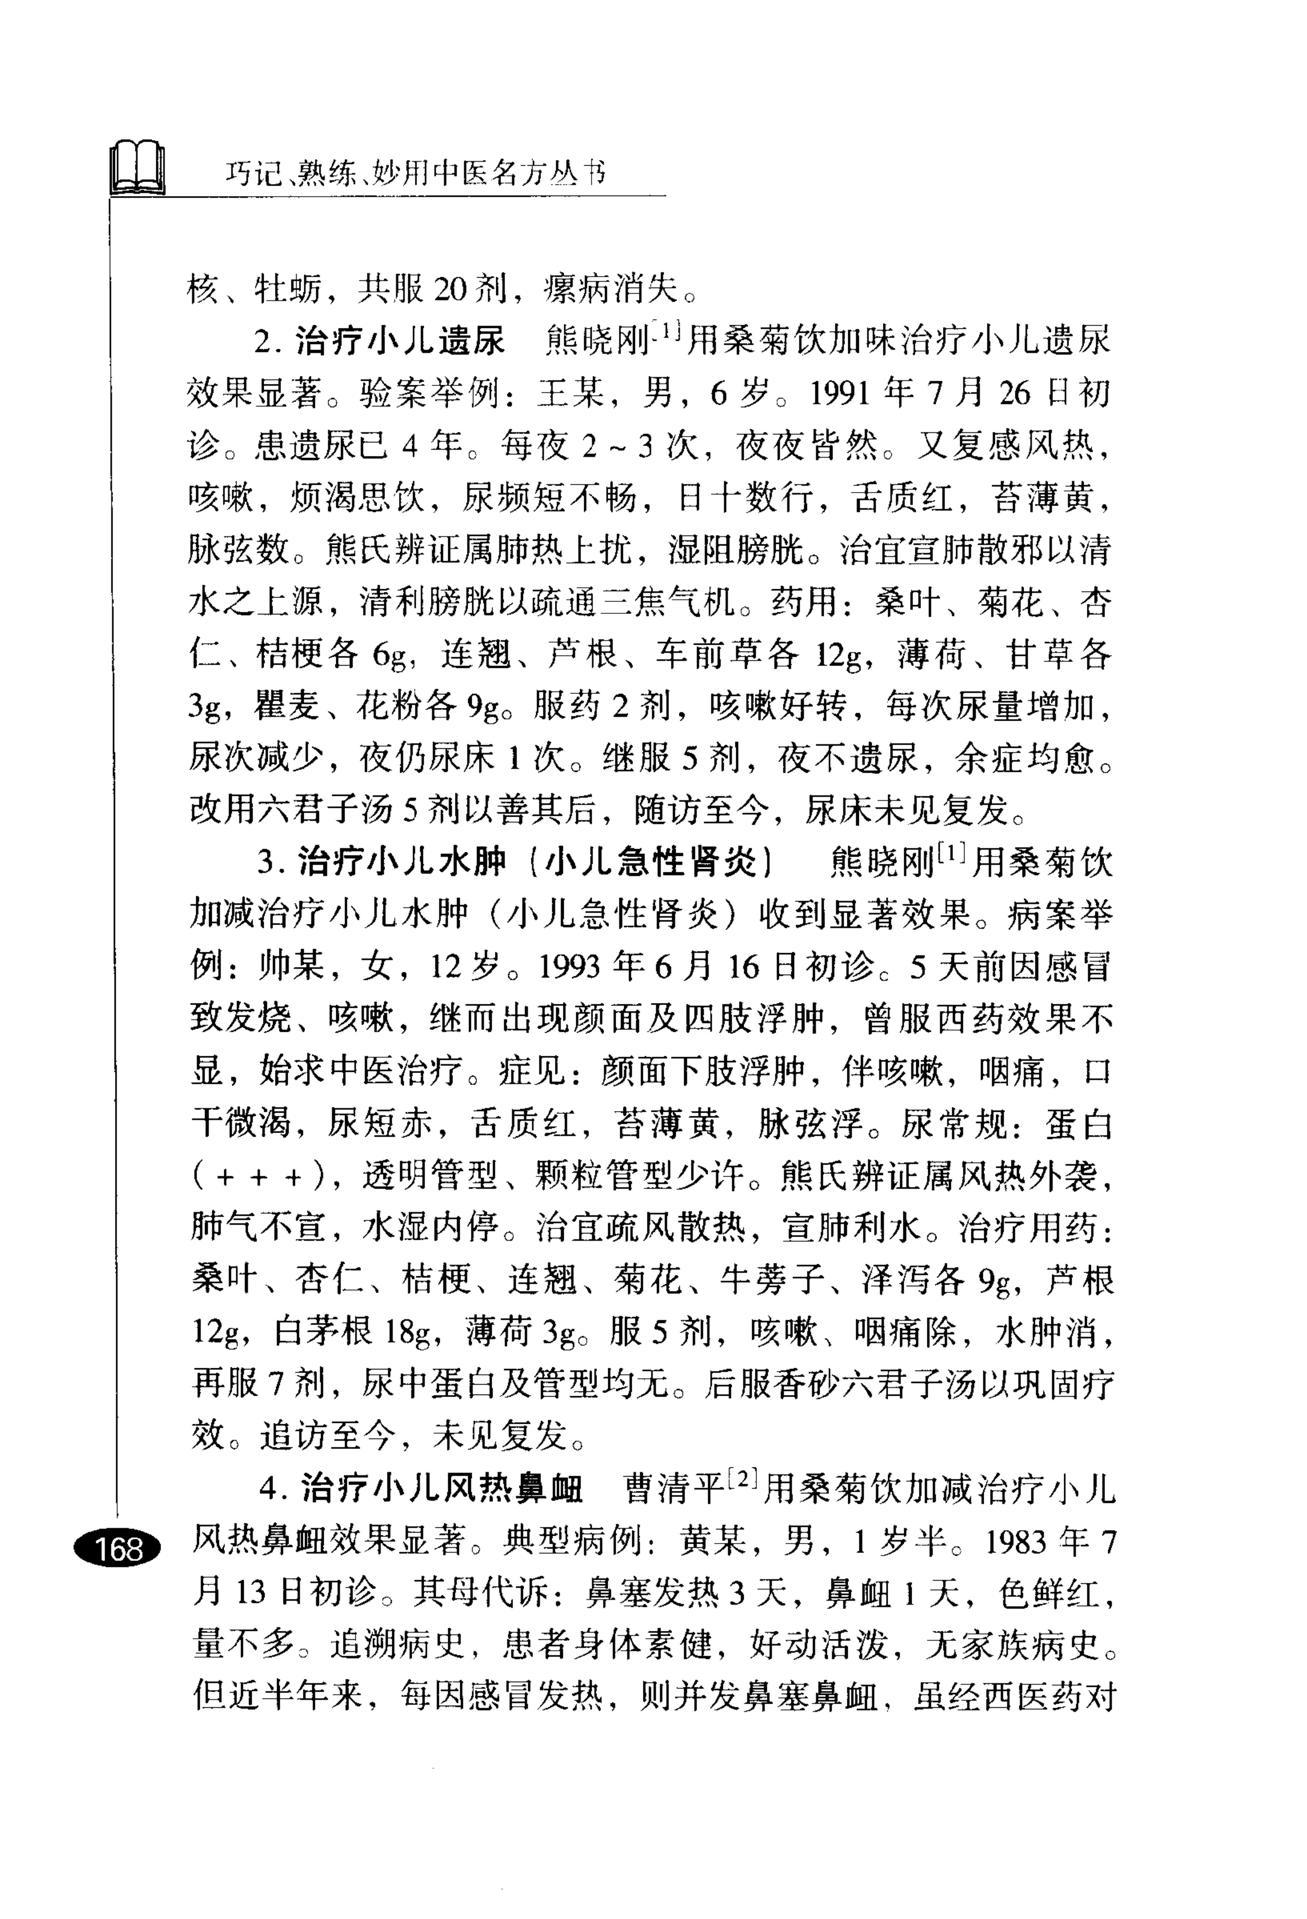 巧记、熟练、妙用中医名方丛书
核、牡蛎，共服 20 剂，瘰病消失。
2. 治疗小儿遗尿　熊晓刚[1]用桑菊饮加味治疗小儿遗尿
效果显著。验案举例：王某，男，6 岁。1991 年 7 月 26 日初
诊。患遗尿已 4 年。每夜 2～3 次，夜夜皆然。又复感风热，
咳嗽，烦渴思饮，尿频短不畅，日十数行，舌质红，苔薄黄，
脉弦数。熊氏辨证属肺热上扰，湿阻膀胱。治宜宣肺散邪以清
水之上源，清利膀胱以疏通三焦气机。药用：桑叶、菊花、杏
仁、桔梗各 6g，连翘、芦根、车前草各 12g，薄荷、甘草各
3g，瞿麦、花粉各 9g。服药 2 剂，咳嗽好转，每次尿量增加，
尿次减少，夜仍尿床 1 次。继服 5 剂，夜不遗尿，余症均愈。
改用六君子汤 5 剂以善其后，随访至今，尿床未见复发。
3. 治疗小儿水肿（小儿急性肾炎）　熊晓刚[1]用桑菊饮
加减治疗小儿水肿（小儿急性肾炎）收到显著效果。病案举
例：帅某，女，12 岁。1993 年 6 月 16 日初诊。5 天前因感冒
致发烧、咳嗽，继而出现颜面及四肢浮肿，曾服西药效果不
显，始求中医治疗。症见：颜面下肢浮肿，伴咳嗽，咽痛，口
干微渴，尿短赤，舌质红，苔薄黄，脉弦浮。尿常规：蛋白
（+ + +），透明管型、颗粒管型少许。熊氏辨证属风热外袭，
肺气不宣，水湿内停。治宜疏风散热，宣肺利水。治疗用药：
桑叶、杏仁、桔梗、连翘、菊花、牛蒡子、泽泻各 9g，芦根
12g，白茅根 18g，薄荷 3g。服 5 剂，咳嗽、咽痛除，水肿消，
再服 7 剂，尿中蛋白及管型均无。后服香砂六君子汤以巩固疗
效。追访至今，未见复发。
4. 治疗小儿风热鼻衄　曹清平[2]用桑菊饮加减治疗小儿
风热鼻衄效果显著。典型病例：黄某，男，1 岁半。1983 年 7
月 13 日初诊。其母代诉：鼻塞发热 3 天，鼻衄 1 天，色鲜红，
量不多。追溯病史，患者身体素健，好动活泼，无家族病史。
但近半年来，每因感冒发热，则并发鼻塞鼻衄，虽经西医药对
168